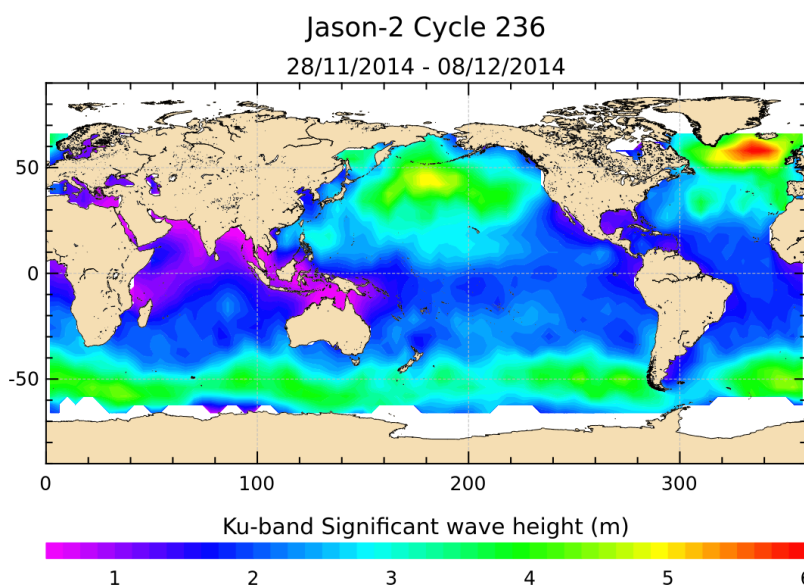 Jason-2 Cycle 236
28/11/2014 - 08/12/2014
50
0
-50
0 100 200 300
Ku-band Significant wave height (m)
1 2 3 4 5 6